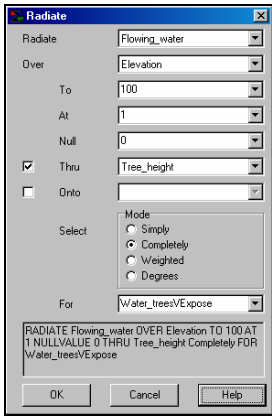 Radiate
Radiate Flowing_water
Over Elevation
To 100
At 1
Null 0
Thru Tree_height
Onto
Select Mode
Simply
Completely
Weighted
Degrees
For Water_treesVExpose
RADIATE Flowing_water OVER Elevation TO 100 AT
1 NULLVALUE 0 THRU Tree_height Completely FOR
Water_treesVExpose
OK Cancel Help